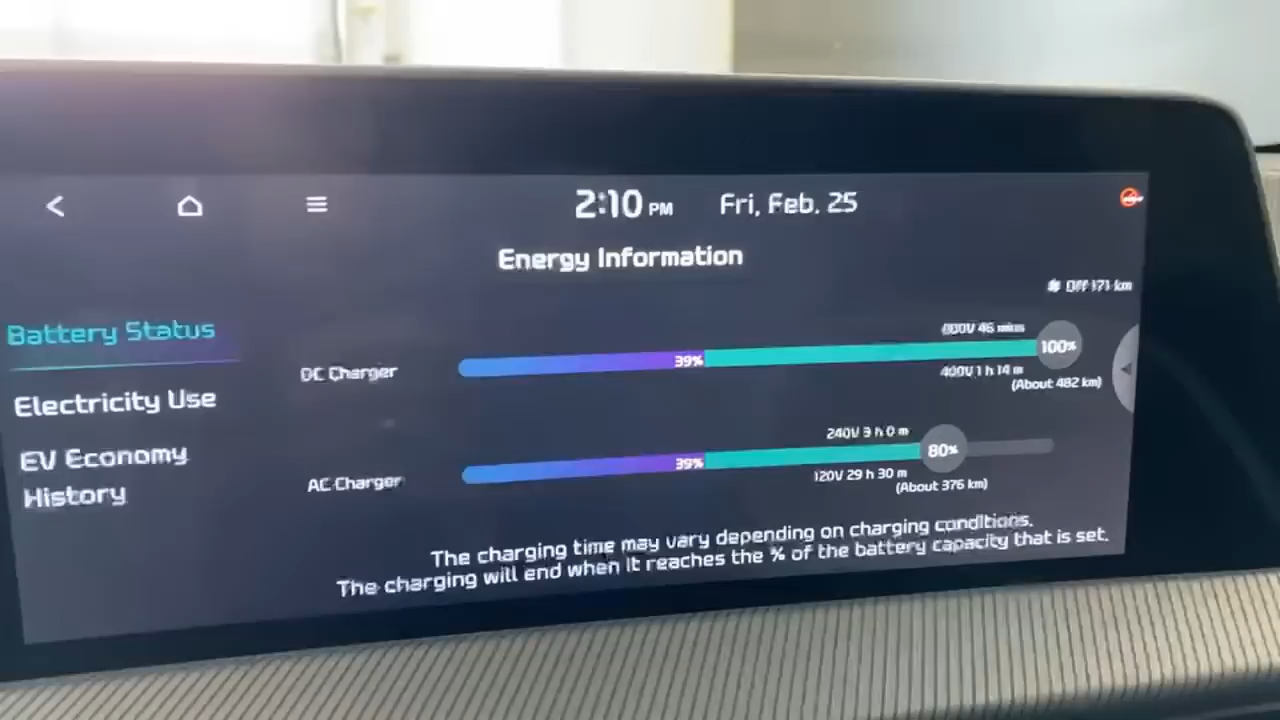 2:10 PM Fri, Feb. 25
Energy Information
OFF 171 km
Battery Status
Electricity Use
EV Economy
History
DC Charger
39%
800V 46 mins
100%
400V 1 h 14 m
(About 482 km)
AC Charger
39%
240V 3 h 0 m
80%
120V 29 h 30 m
(About 376 km)
The charging time may vary depending on charging conditions.
The charging will end when it reaches the % of the battery capacity that is set.